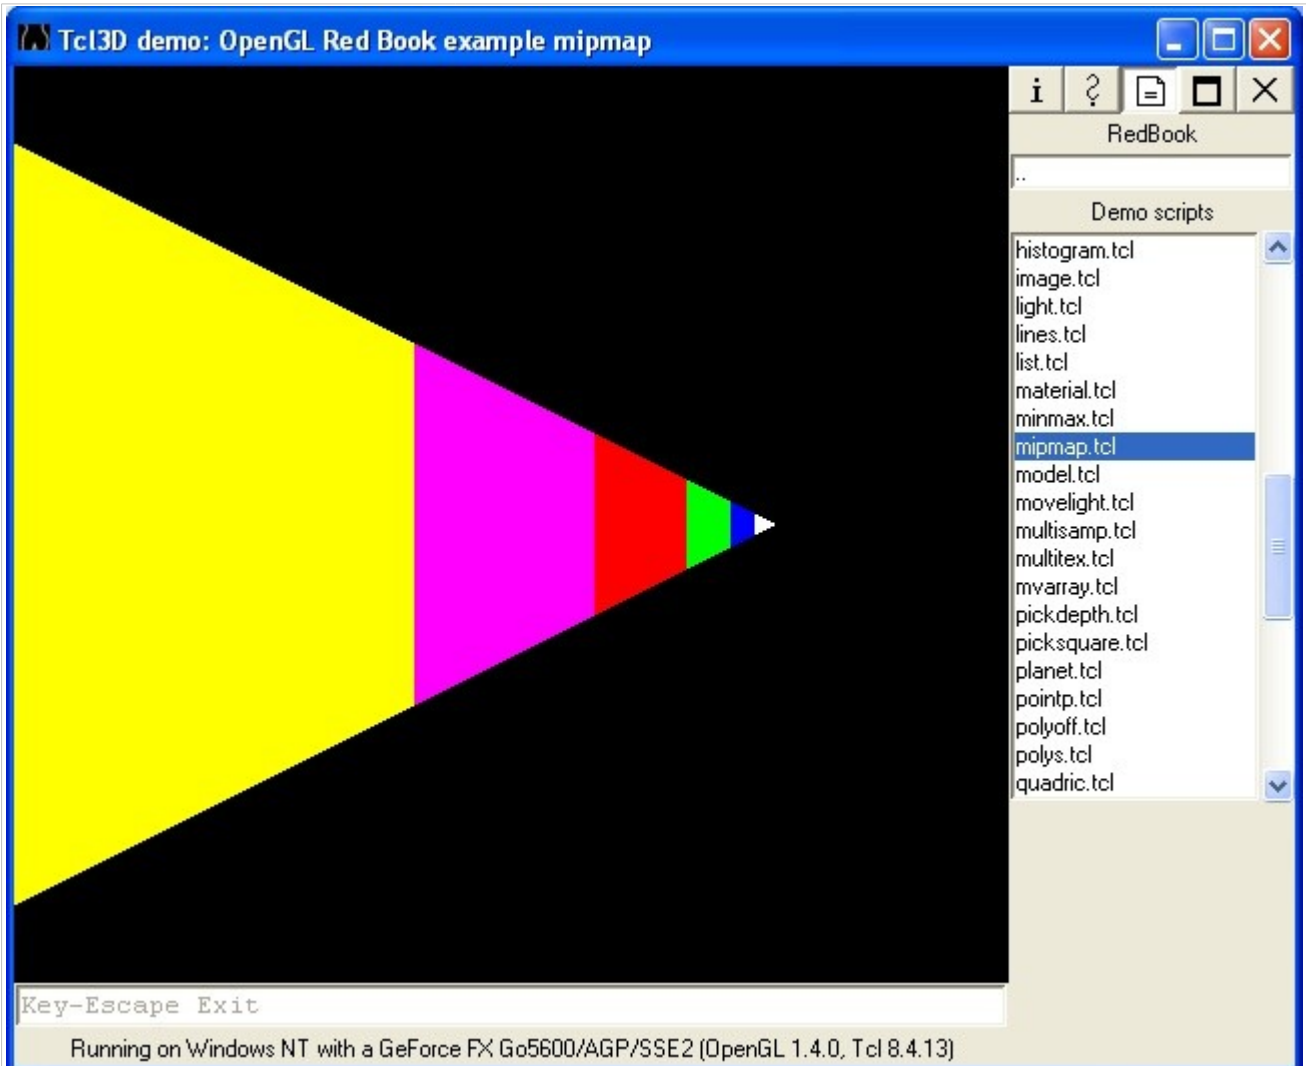 Tcl3D demo: OpenGL Red Book example mipmap
i ?
RedBook
..
Demo scripts
histogram.tcl
image.tcl
light.tcl
lines.tcl
list.tcl
material.tcl
minmax.tcl
mipmap.tcl
model.tcl
movelight.tcl
multisamp.tcl
multitex.tcl
mvarray.tcl
pickdepth.tcl
picksquare.tcl
planet.tcl
pointp.tcl
polyoff.tcl
polys.tcl
quadric.tcl
Key-Escape Exit
Running on Windows NT with a GeForce FX Go5600/AGP/SSE2 (OpenGL 1.4.0, Tcl 8.4.13)